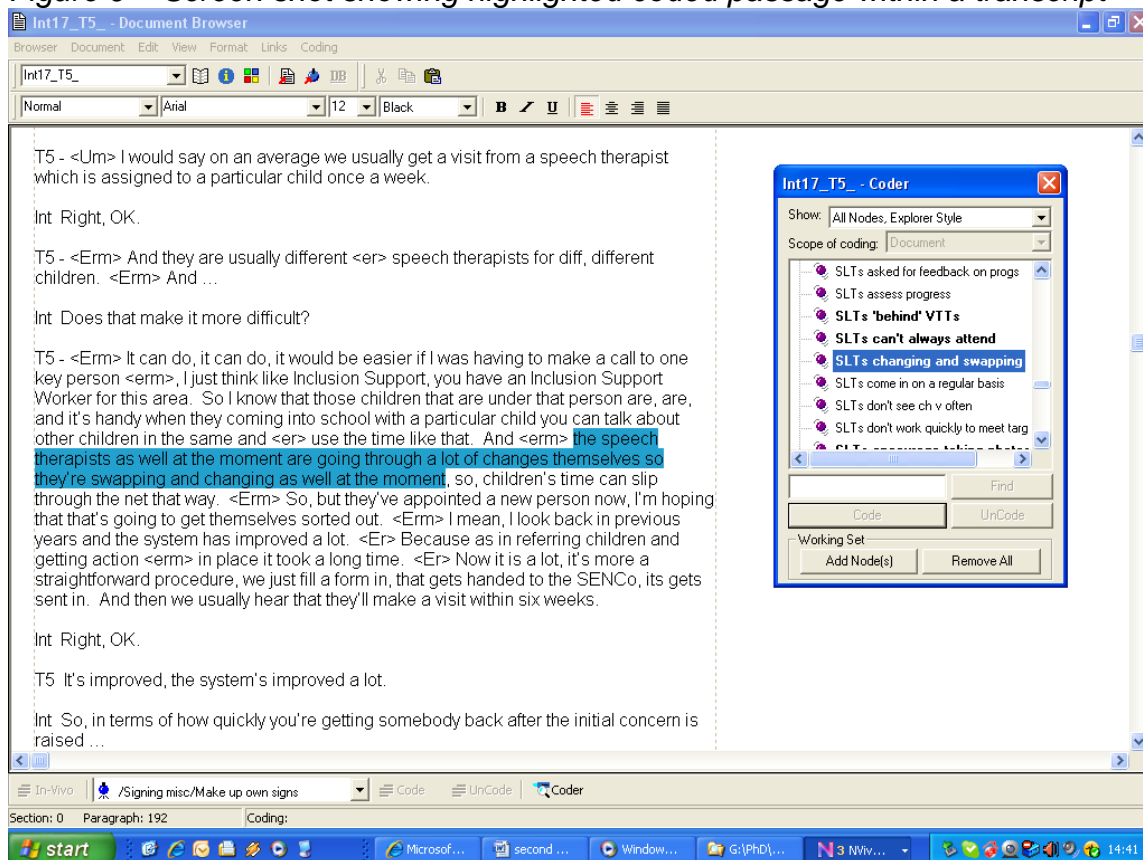 Int17_T5_ - Document Browser
Browser Document Edit View Format Links Coding
Int17_T5_
DB
Normal Arial 12 Black B I U
T5 - <Um> I would say on an average we usually get a visit from a speech therapist
which is assigned to a particular child once a week.
Int Right, OK.
T5 - <Erm> And they are usually different <er> speech therapists for diff, different
children. <Erm> And ...
Int Does that make it more difficult?
T5 - <Erm> It can do, it can do, it would be easier if I was having to make a call to one
key person <erm>, I just think like Inclusion Support, you have an Inclusion Support
Worker for this area. So I know that those children that are under that person are, are,
and it's handy when they coming into school with a particular child you can talk about
other children in the same and <er> use the time like that. And <erm> the speech
therapists as well at the moment are going through a lot of changes themselves so
they're swapping and changing as well at the moment, so, children's time can slip
through the net that way. <Erm> So, but they've appointed a new person now, I'm hoping
that that's going to get themselves sorted out. <Erm> I mean, I look back in previous
years and the system has improved a lot. <Er> Because as in referring children and
getting action <erm> in place it took a long time. <Er> Now it is a lot, it's more a
straightforward procedure, we just fill a form in, that gets handed to the SENCo, its gets
sent in. And then we usually hear that they'll make a visit within six weeks.
Int Right, OK.
T5 It's improved, the system's improved a lot.
Int So, in terms of how quickly you're getting somebody back after the initial concern is
raised ...
Int17_T5_ - Coder
Show: All Nodes, Explorer Style
Scope of coding: Document
SLTs asked for feedback on progs
SLTs assess progress
SLTs 'behind' VTTs
SLTs can't always attend
SLTs changing and swapping
SLTs come in on a regular basis
SLTs don't see ch v often
SLTs don't work quickly to meet targ
Find
Code UnCode
Working Set
Add Node(s) Remove All
In-Vivo /Signing misc/Make up own signs Code UnCode Coder
Section: 0 Paragraph: 192 Coding:
start Microsof... second ... Window... G:\PhD\... 3 NViv... 14:41